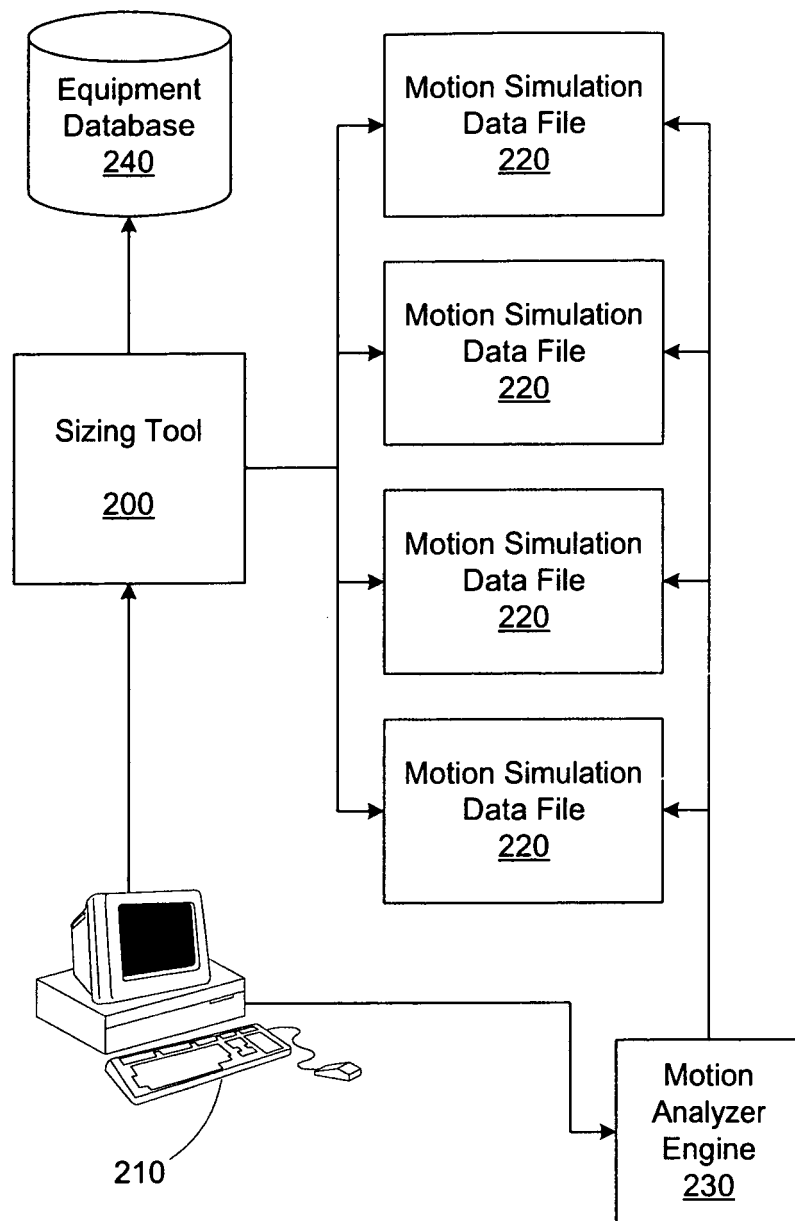 Equipment
Database
240
Motion Simulation
Data File
220
Motion Simulation
Data File
220
Sizing Tool
200
Motion Simulation
Data File
220
Motion Simulation
Data File
220
210
Motion
Analyzer
Engine
230